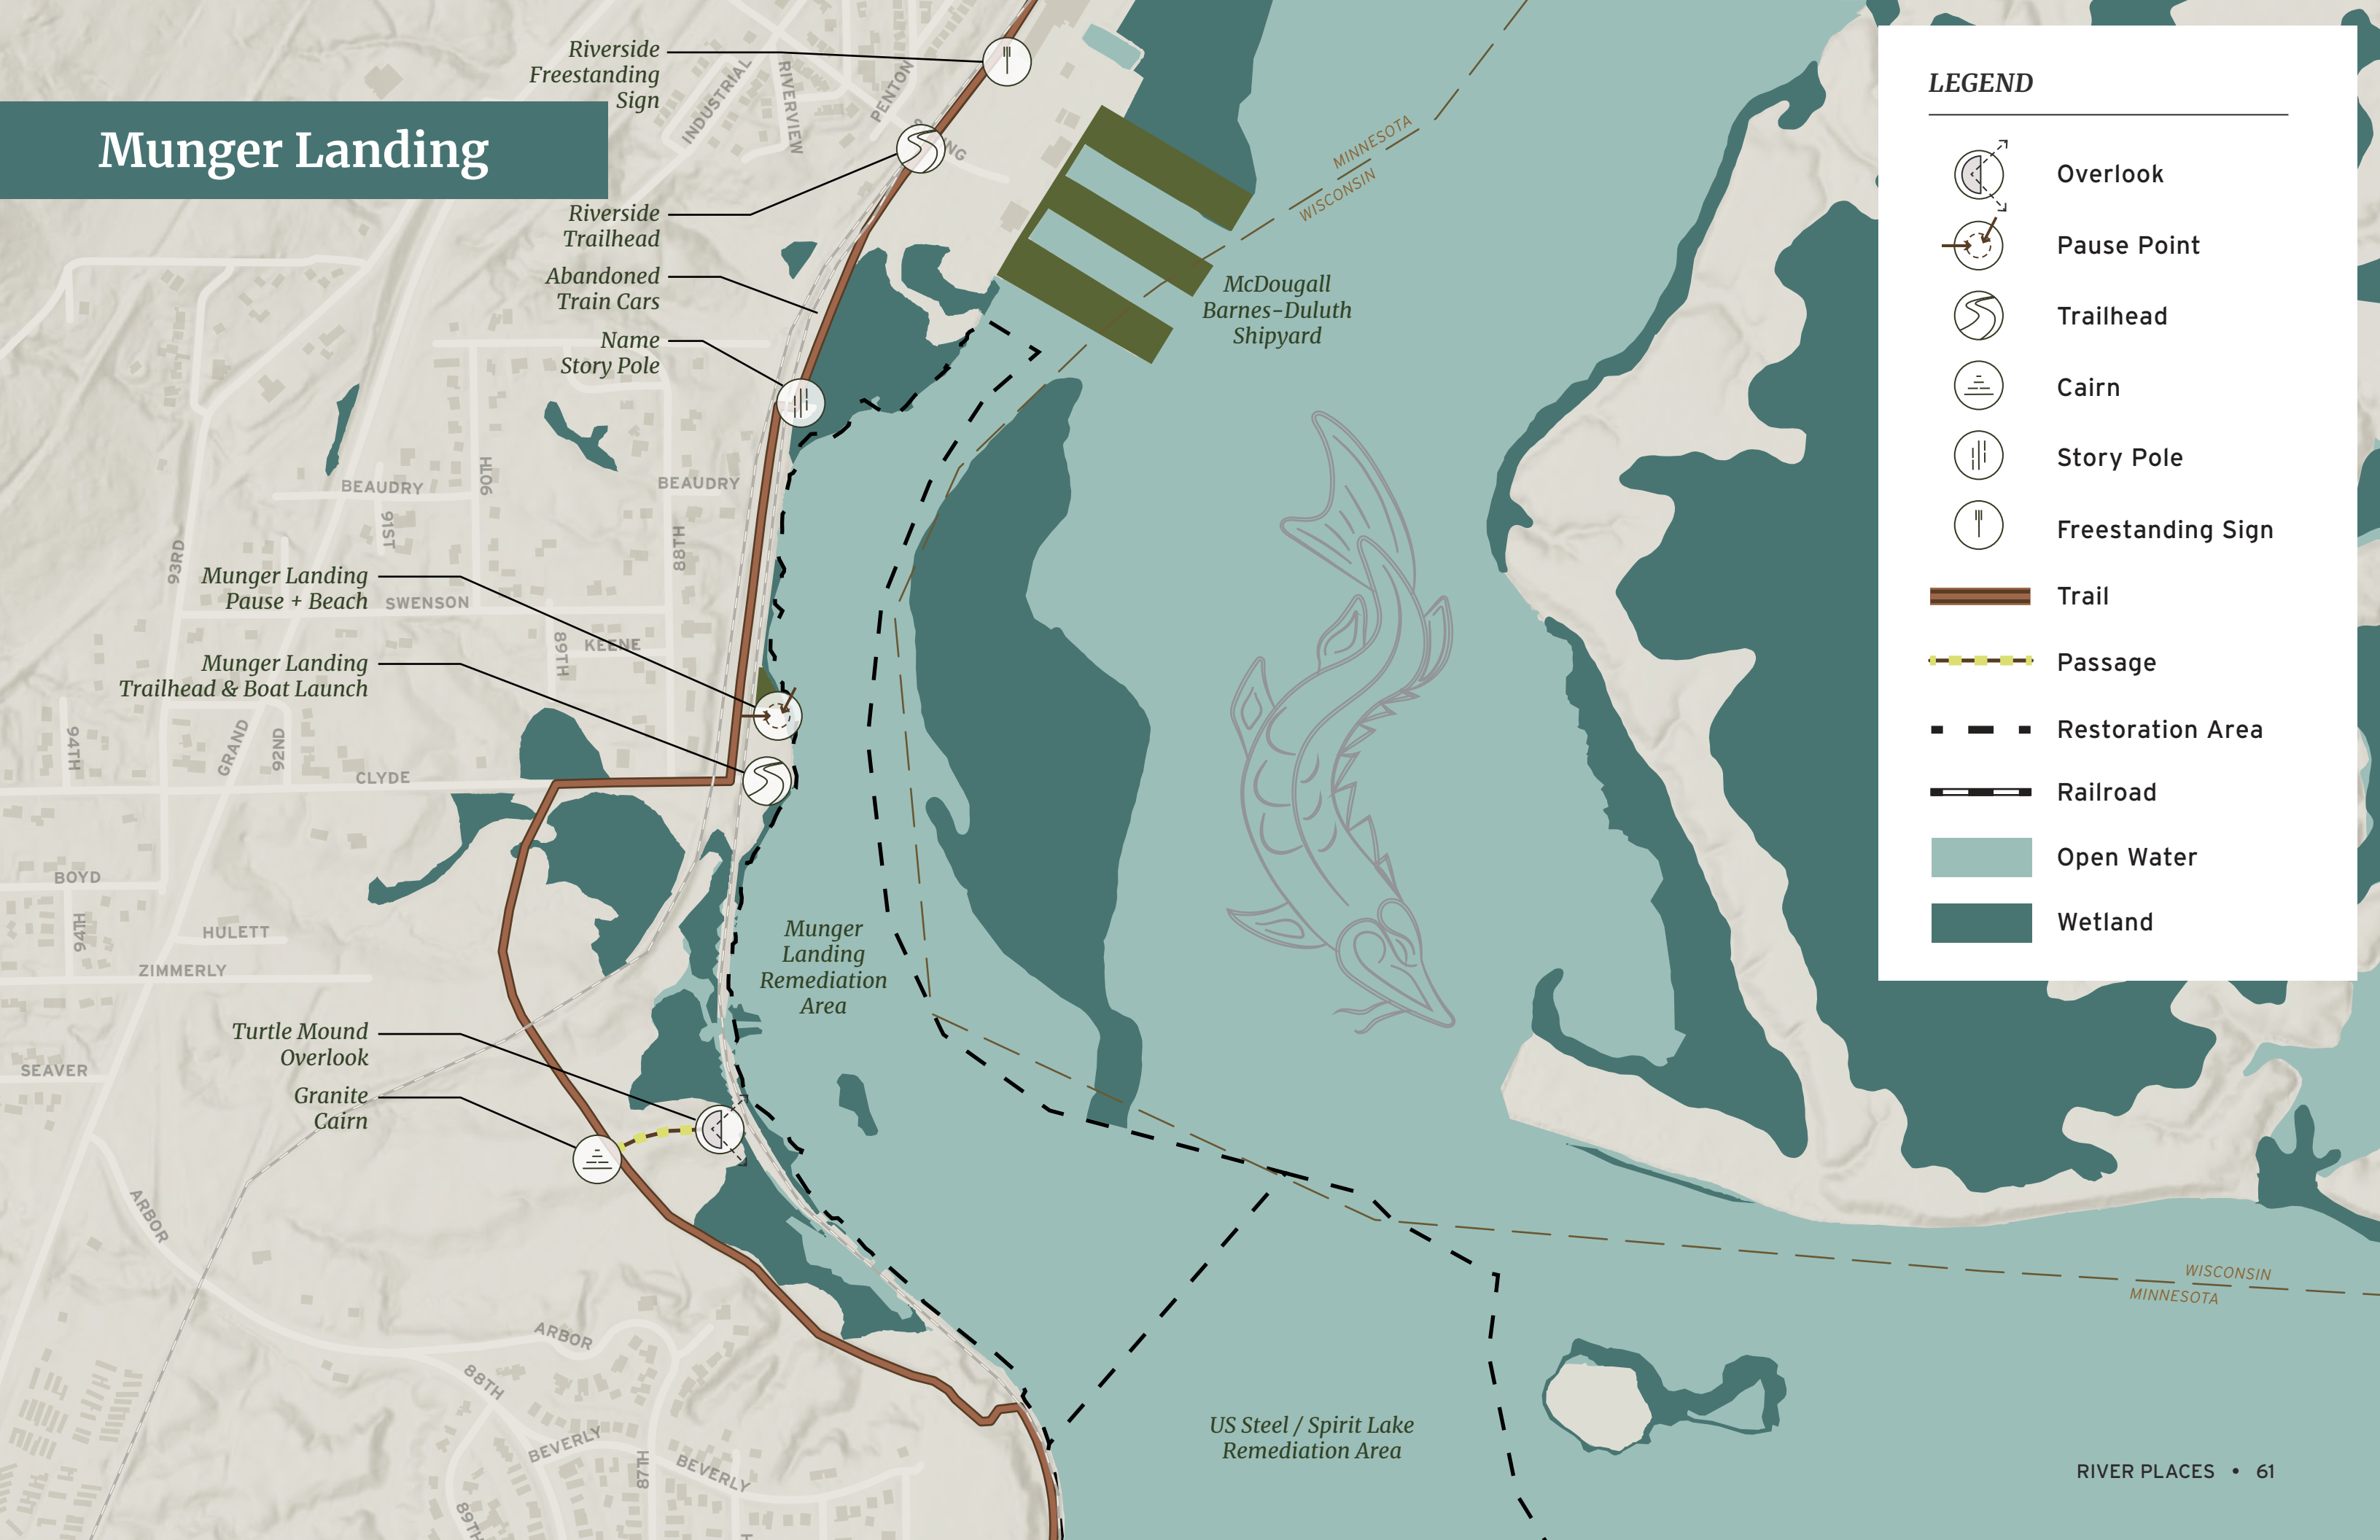 Munger Landing
Riverside
Freestanding
Sign
Riverside
Trailhead
Abandoned
Train Cars
Name
Story Pole
Munger Landing
Pause + Beach
Munger Landing
Trailhead & Boat Launch
Turtle Mound
Overlook
Granite
Cairn
INDUSTRIAL
RIVERVIEW
PENTON
BEAUDRY
90TH
BEAUDRY
91ST
88TH
93RD
SWENSON
KEENE
89TH
94TH
GRAND
92ND
CLYDE
BOYD
94TH
HULETT
ZIMMERLY
SEAVER
ARBOR
ARBOR
88TH
BEVERLY
87TH
BEVERLY
89TH
MINNESOTA
WISCONSIN
McDougall
Barnes-Duluth
Shipyard
Munger
Landing
Remediation
Area
US Steel / Spirit Lake
Remediation Area
WISCONSIN
MINNESOTA
LEGEND
Overlook
Pause Point
Trailhead
Cairn
Story Pole
Freestanding Sign
Trail
Passage
Restoration Area
Railroad
Open Water
Wetland
RIVER PLACES • 61